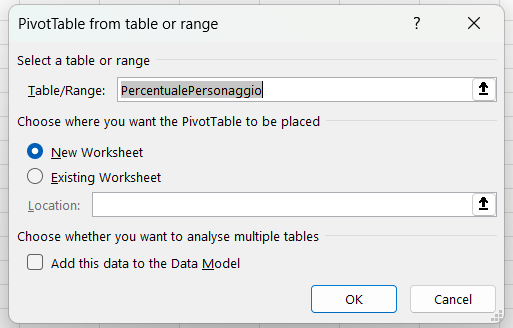 PivotTable from table or range
?
Select a table or range
Table/Range: PercentualePersonaggio
Choose where you want the PivotTable to be placed
New Worksheet
Existing Worksheet
Location:
Choose whether you want to analyse multiple tables
Add this data to the Data Model
OK Cancel